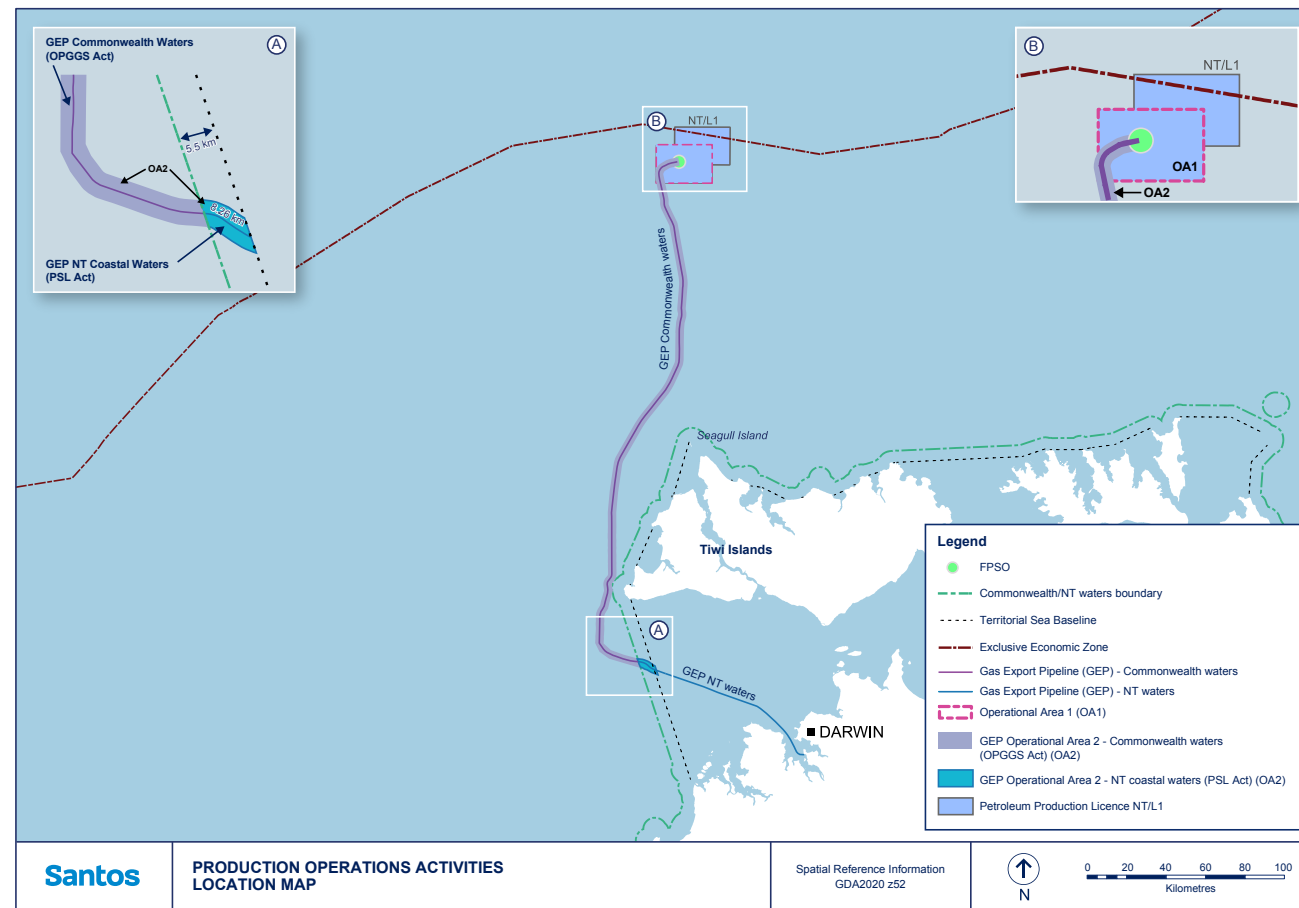 GEP Commonwealth Waters
(OPGGS Act)
A
5.5 km
OA2
8.26 km
GEP NT Coastal Waters
(PSL Act)
B
NT/L1
OA1
OA2
B
NT/L1
GEP Commonwealth waters
Seagull Island
Tiwi Islands
A
GEP NT waters
DARWIN
Legend
FPSO
Commonwealth/NT waters boundary
Territorial Sea Baseline
Exclusive Economic Zone
Gas Export Pipeline (GEP) - Commonwealth waters
Gas Export Pipeline (GEP) - NT waters
Operational Area 1 (OA1)
GEP Operational Area 2 - Commonwealth waters
(OPGGS Act) (OA2)
GEP Operational Area 2 - NT coastal waters (PSL Act) (OA2)
Petroleum Production Licence NT/L1
Santos
PRODUCTION OPERATIONS ACTIVITIES
LOCATION MAP
Spatial Reference Information
GDA2020 z52
N
0 20 40 60 80 100
Kilometres